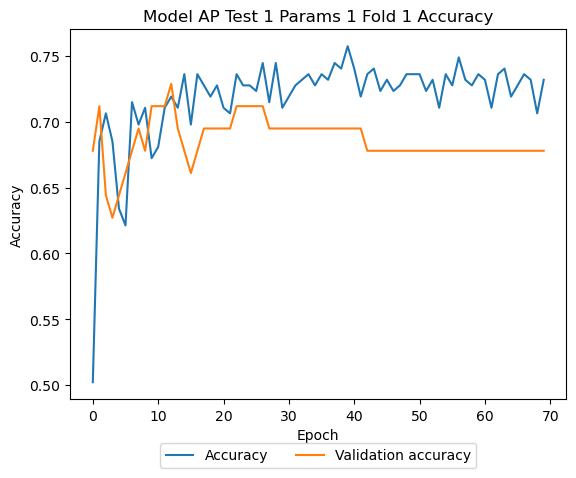 Model AP Test 1 Params 1 Fold 1 Accuracy
0.75
0.70
0.65
0.60
0.55
0.50
Accuracy
0 10 20 30 40 50 60 70
Epoch
Accuracy Validation accuracy